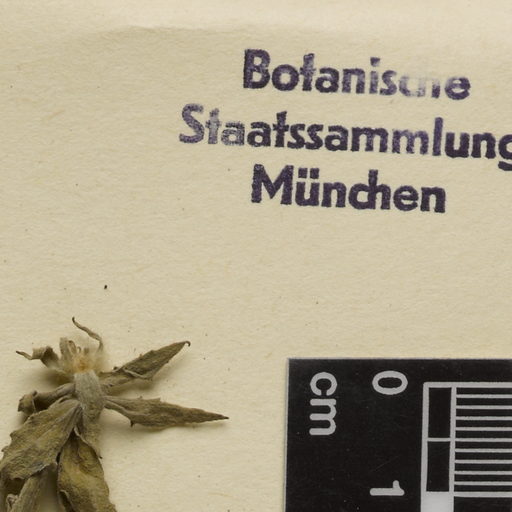 Botanische
Staatssammlung
München
0
cm
1